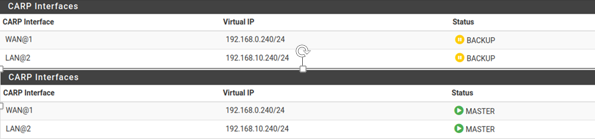 CARP Interfaces
CARP Interface Virtual IP Status
WAN@1 192.168.0.240/24 BACKUP
LAN@2 192.168.10.240/24 BACKUP
CARP Interfaces
CARP Interface Virtual IP Status
WAN@1 192.168.0.240/24 MASTER
LAN@2 192.168.10.240/24 MASTER